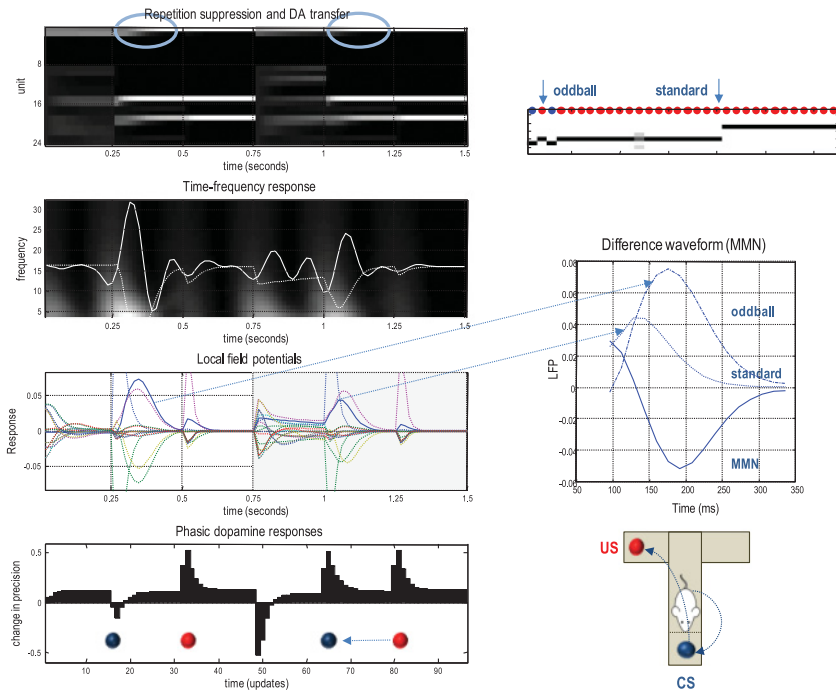 Repetition suppression and DA transfer
unit
8
16
24
0.25 0.5 0.75 1 1.25 1.5
time (seconds)
Time-frequency response
frequency
30
25
20
15
10
5
0.25 0.5 0.75 1 1.25 1.5
time (seconds)
Local field potentials
Response
0.05
0
-0.05
0.25 0.5 0.75 1 1.25 1.5
time (seconds)
Phasic dopamine responses
change in precision
0.5
0
-0.5
10 20 30 40 50 60 70 80 90
time (updates)
oddball standard
Difference waveform (MMN)
LFP
0.08
0.06
0.04
0.02
0
-0.02
-0.04
-0.06
oddball
standard
MMN
50 100 150 200 250 300 350
Time (ms)
US
CS